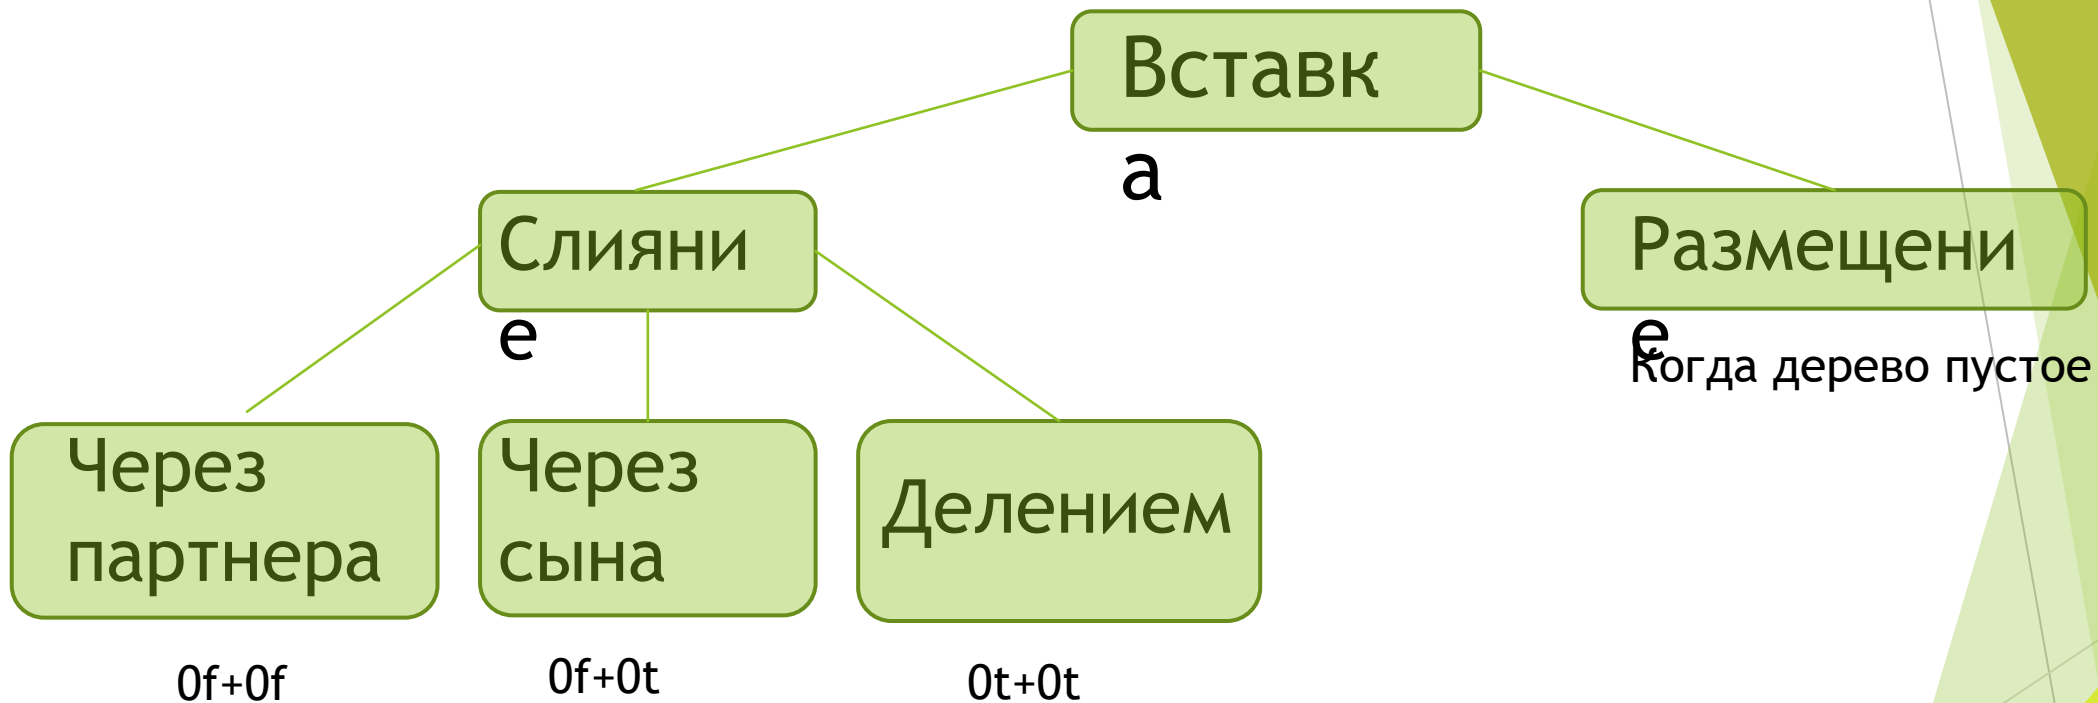 Вставк
а
Слияни
е
Размещени
е
Когда дерево пустое
Через
партнера
Через
сына
Делением
0f+0f
0f+0t
0t+0t